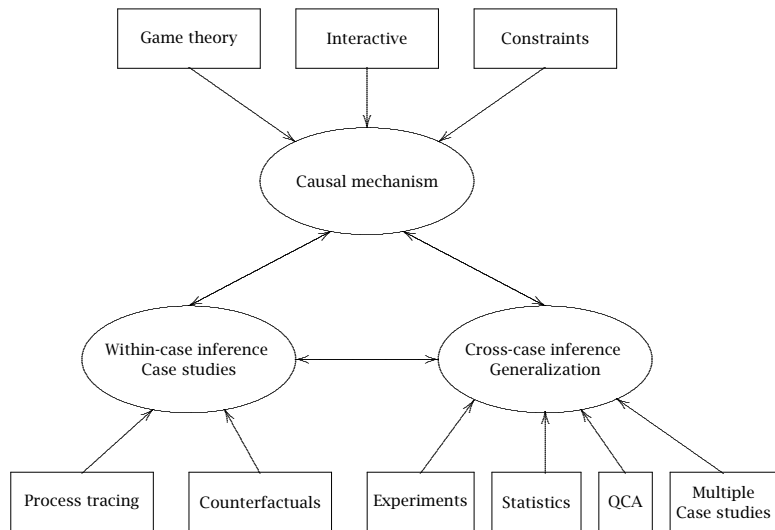 Game theory
Interactive
Constraints
Causal mechanism
Within-case inference
Case studies
Cross-case inference
Generalization
Process tracing
Counterfactuals
Experiments
Statistics
QCA
Multiple
Case studies